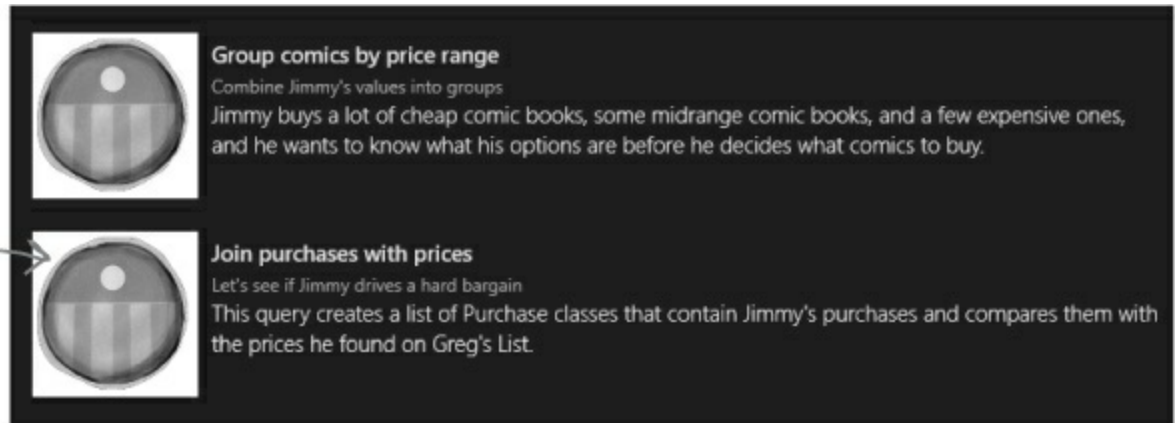 Group comics by price range
Combine Jimmy's values into groups
Jimmy buys a lot of cheap comic books, some midrange comic books, and a few expensive ones,
and he wants to know what his options are before he decides what comics to buy.
Join purchases with prices
Let's see if Jimmy drives a hard bargain
This query creates a list of Purchase classes that contain Jimmy's purchases and compares them with
the prices he found on Greg's List.